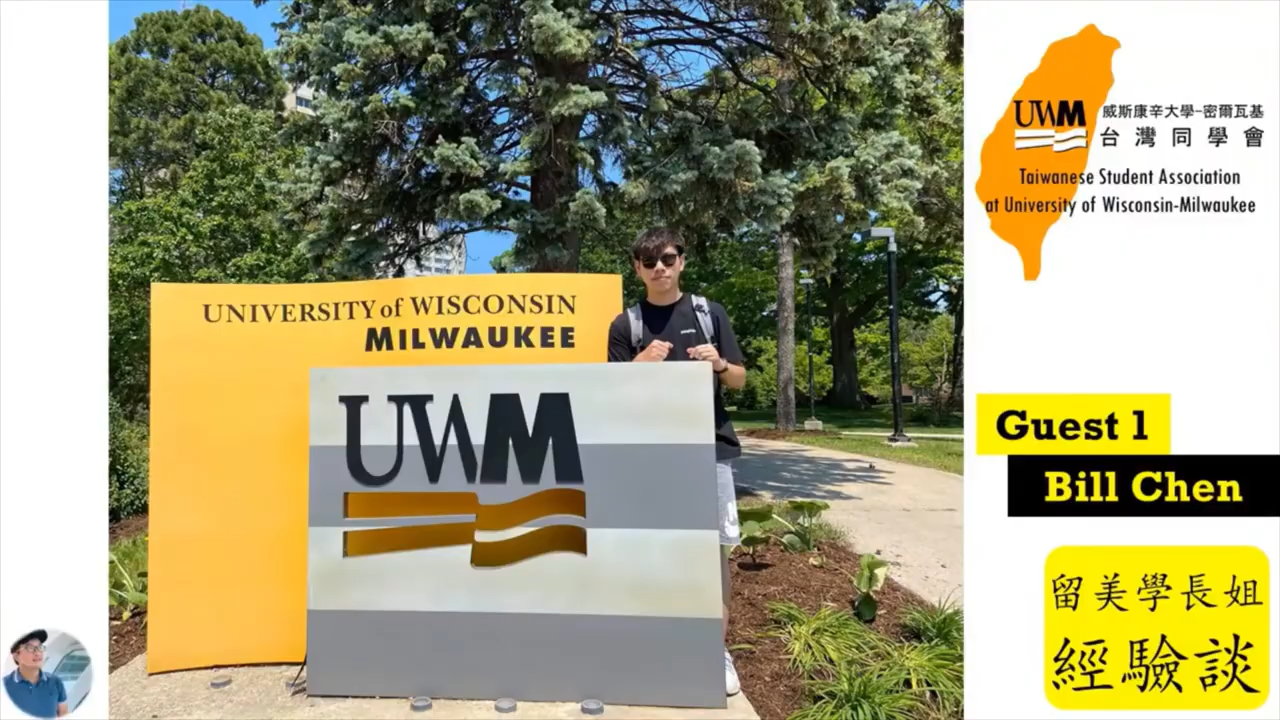 UNIVERSITY of WISCONSIN
MILWAUKEE
UWM
UWM
威斯康辛大學-密爾瓦基
台灣同學會
Taiwanese Student Association
at University of Wisconsin-Milwaukee
Guest 1
Bill Chen
留美學長姐
經驗談